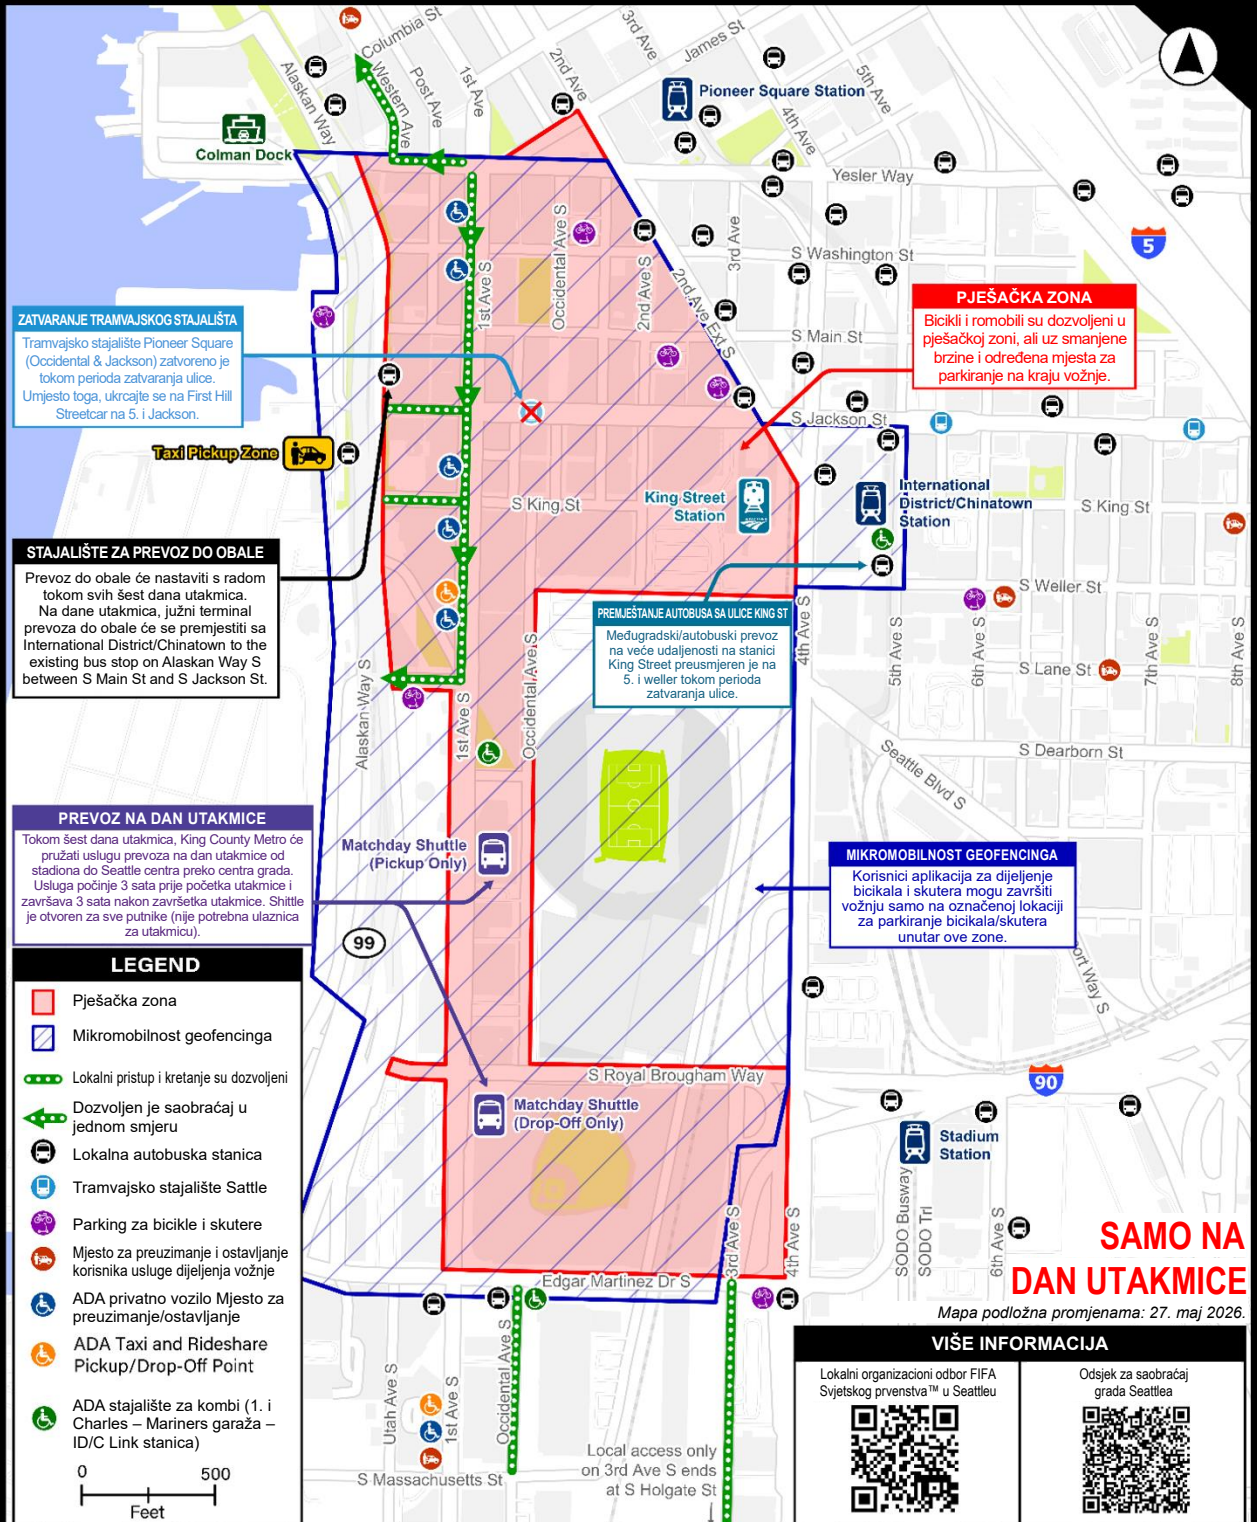 Columbia St
3rd Ave
James St
Alaskan Way
Western Ave
Post Ave
1st Ave
2nd Ave
5th Ave
4th Ave
Pioneer Square Station
Colman Dock
Yesler Way
Occidental Ave S
3rd Ave
S Washington St
5
1st Ave S
2nd Ave S
2nd Ave Ext S
S Main St
S Jackson St
ZATVARANJE TRAMVAJSKOG STAJALIŠTA
Tramvajsko stajalište Pioneer Square
(Occidental & Jackson) zatvoreno je
tokom perioda zatvaranja ulice.
Umjesto toga, ukrcajte se na First Hill
Streetcar na 5. i Jackson.
PJEŠAČKA ZONA
Bicikli i romobili su dozvoljeni u
pješačkoj zoni, ali uz smanjene
brzine i određena mjesta za
parkiranje na kraju vožnje.
Taxi Pickup Zone
S King St
King Street
Station
International
District/Chinatown
Station
S King St
STAJALIŠTE ZA PREVOZ DO OBALE
Prevoz do obale će nastaviti s radom
tokom svih šest dana utakmica.
Na dane utakmica, južni terminal
prevoza do obale će se premjestiti sa
International District/Chinatown to the
existing bus stop on Alaskan Way S
between S Main St and S Jackson St.
PREMJEŠTANJE AUTOBUSA SA ULICE KING ST
Međugradski/autobuski prevoz
na veće udaljenosti na stanici
King Street preusmjeren je na
5. i weller tokom perioda
zatvaranja ulice.
S Weller St
4th Ave S
5th Ave S
6th Ave S
7th Ave S
8th Ave S
S Lane St
Alaskan Way S
1st Ave S
Occidental Ave S
S Dearborn St
Seattle Blvd S
PREVOZ NA DAN UTAKMICE
Tokom šest dana utakmica, King County Metro će
pružati uslugu prevoza na dan utakmice od
stadiona do Seattle centra preko centra grada.
Usluga počinje 3 sata prije početka utakmice i
završava 3 sata nakon završetka utakmice. Shittle
je otvoren za sve putnike (nije potrebna ulaznica
za utakmicu).
Matchday Shuttle
(Pickup Only)
MIKROMOBILNOST GEOFENCINGA
Korisnici aplikacija za dijeljenje
bicikala i skutera mogu završiti
vožnju samo na označenoj lokaciji
za parkiranje bicikala/skutera
unutar ove zone.
ort Way S
99
LEGEND
Pješačka zona
Mikromobilnost geofencinga
Lokalni pristup i kretanje su dozvoljeni
Dozvoljen je saobraćaj u
jednom smjeru
Lokalna autobuska stanica
Tramvajsko stajalište Sattle
Parking za bicikle i skutere
Mjesto za preuzimanje i ostavljanje
korisnika usluge dijeljenja vožnje
ADA privatno vozilo Mjesto za
preuzimanje/ostavljanje
ADA Taxi and Rideshare
Pickup/Drop-Off Point
ADA stajalište za kombi (1. i
Charles – Mariners garaža –
ID/C Link stanica)
0 500
Feet
S Royal Brougham Way
90
Matchday Shuttle
(Drop-Off Only)
Stadium
Station
SODO Busway
SODO Trl
6th Ave S
3rd Ave S
4th Ave S
Edgar Martinez Dr S
Utah Ave S
1st Ave S
Occidental Ave S
S Massachusetts St
Local access only
on 3rd Ave S ends
at S Holgate St
SAMO NA
DAN UTAKMICE
Mapa podložna promjenama: 27. maj 2026.
VIŠE INFORMACIJA
Lokalni organizacioni odbor FIFA
Svjetskog prvenstva™ u Seattleu
Odsjek za saobraćaj
grada Seattlea